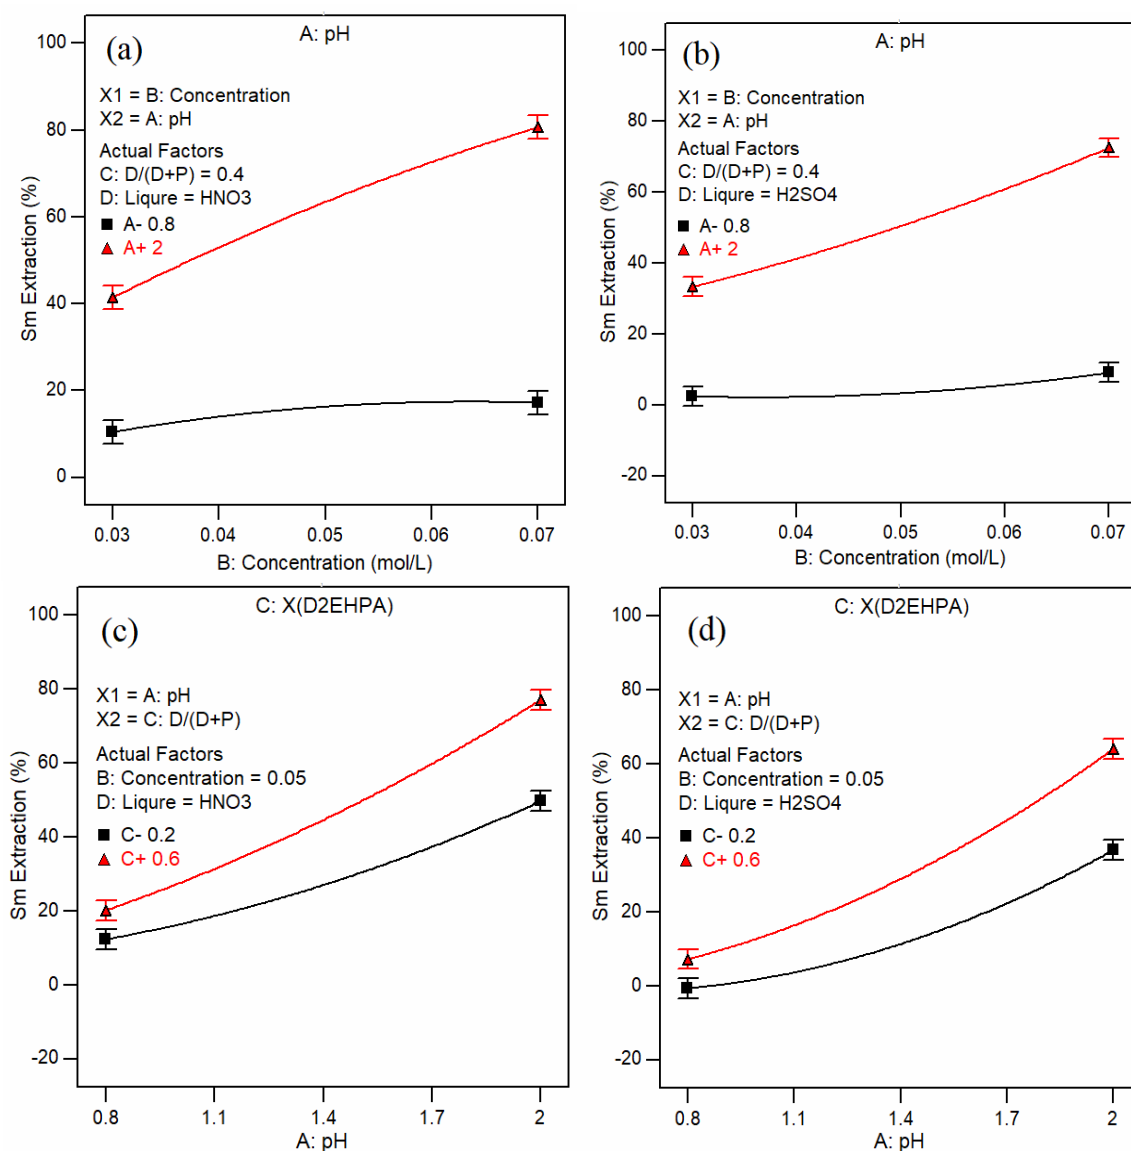 A: pH
(a)
X1 = B: Concentration
X2 = A: pH
Actual Factors
C: D/(D+P) = 0.4
D: Liqure = HNO3
A- 0.8
A+ 2
Sm Extraction (%)
100
80
60
40
20
0
0.03
0.04
0.05
0.06
0.07
B: Concentration (mol/L)
A: pH
(b)
X1 = B: Concentration
X2 = A: pH
Actual Factors
C: D/(D+P) = 0.4
D: Liqure = H2SO4
A- 0.8
A+ 2
Sm Extraction (%)
100
80
60
40
20
0
-20
0.03
0.04
0.05
0.06
0.07
B: Concentration (mol/L)
C: X(D2EHPA)
(c)
X1 = A: pH
X2 = C: D/(D+P)
Actual Factors
B: Concentration = 0.05
D: Liqure = HNO3
C- 0.2
C+ 0.6
Sm Extraction (%)
100
80
60
40
20
0
-20
0.8
1.1
1.4
1.7
2
A: pH
C: X(D2EHPA)
(d)
X1 = A: pH
X2 = C: D/(D+P)
Actual Factors
B: Concentration = 0.05
D: Liqure = H2SO4
C- 0.2
C+ 0.6
Sm Extraction (%)
100
80
60
40
20
0
-20
0.8
1.1
1.4
1.7
2
A: pH